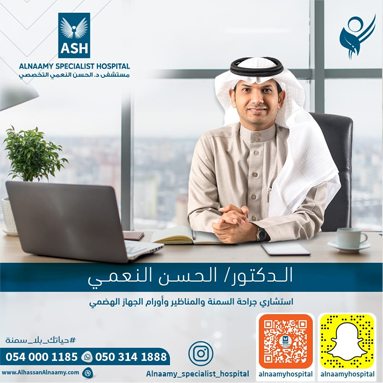 ASH
ALNAAMY SPECIALIST HOSPITAL
مستشفى د. الحسن النعمي التخصصي
الدكتور/ الحسن النعمي
استشاري جراحة السمنة والمناظير وأورام الجهاز الهضمي
#حياتك_بلا_سمنة
054 000 1185 050 314 1888
www.AlhassanAlnaamy.com
Alnaamy_specialist_hospital
alnaamyhospital
alnaamyhospital